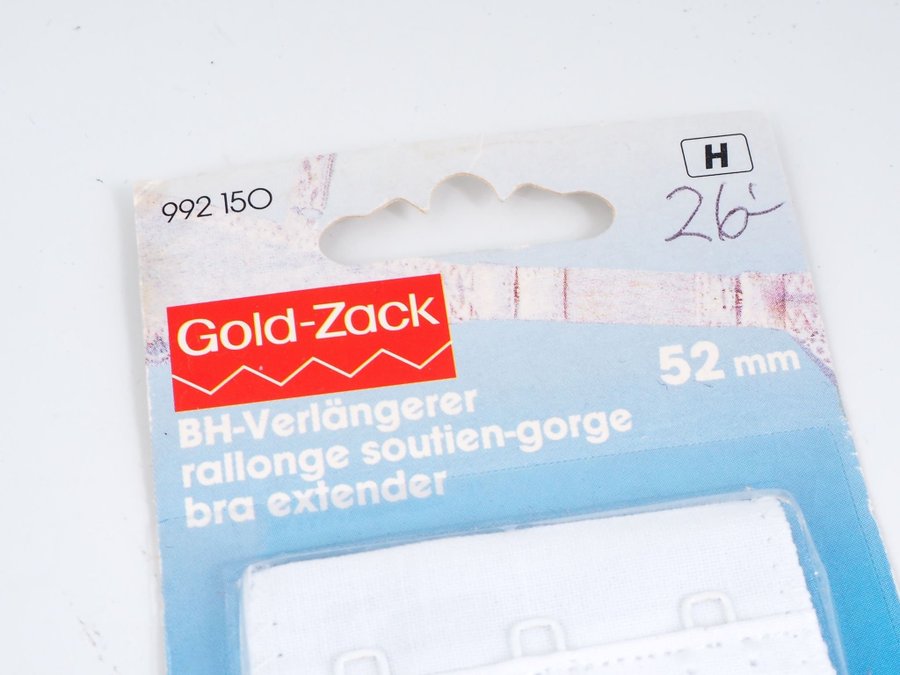 992 150
H
26,-
Gold-Zack
52 mm
BH-Verlängerer
rallonge soutien-gorge
bra extender